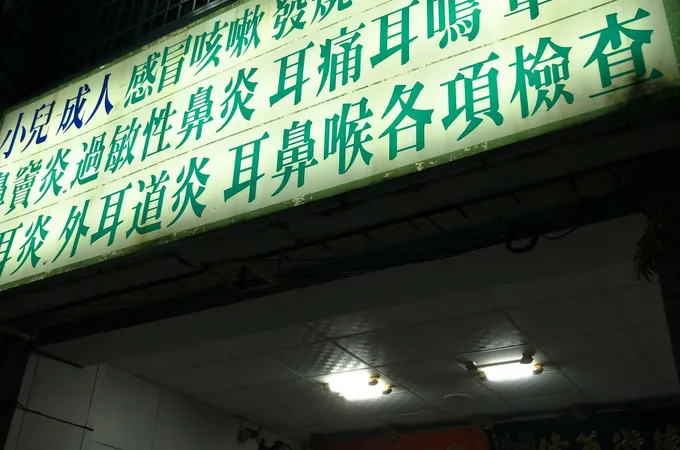 小兒 成人 感冒咳嗽 發燒
鼻竇炎 過敏性鼻炎 耳痛耳鳴
耳炎 外耳道炎 耳鼻喉各項檢查